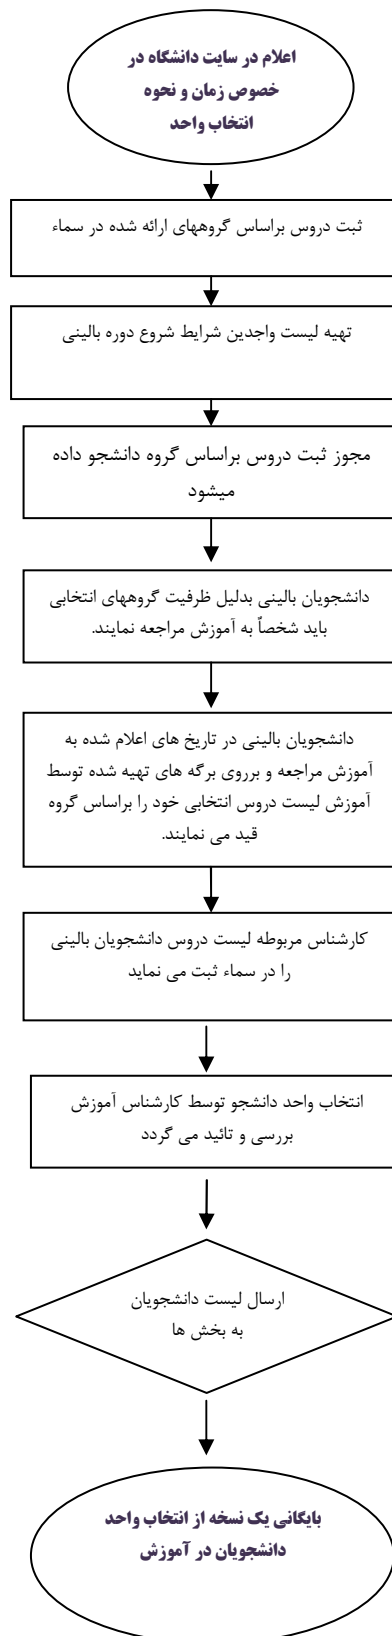 اعلام در سایت دانشگاه در
خصوص زمان و نحوه
انتخاب واحد
ثبت دروس براساس گروههای ارائه شده در سماء
تهیه لیست واجدین شرایط شروع دوره بالینی
مجوز ثبت دروس براساس گروه دانشجو داده
میشود
دانشجویان بالینی بدلیل ظرفیت گروههای انتخابی
باید شخصاً به آموزش مراجعه نمایند.
دانشجویان بالینی در تاریخ های اعلام شده به
آموزش مراجعه و برروی برگه های تهیه شده توسط
آموزش لیست دروس انتخابی خود را براساس گروه
قید می نمایند.
کارشناس مربوطه لیست دروس دانشجویان بالینی
را در سماء ثبت می نماید
انتخاب واحد دانشجو توسط کارشناس آموزش
بررسی و تائید می گردد
ارسال لیست دانشجویان
به بخش ها
بایگانی یک نسخه از انتخاب واحد
دانشجویان در آموزش